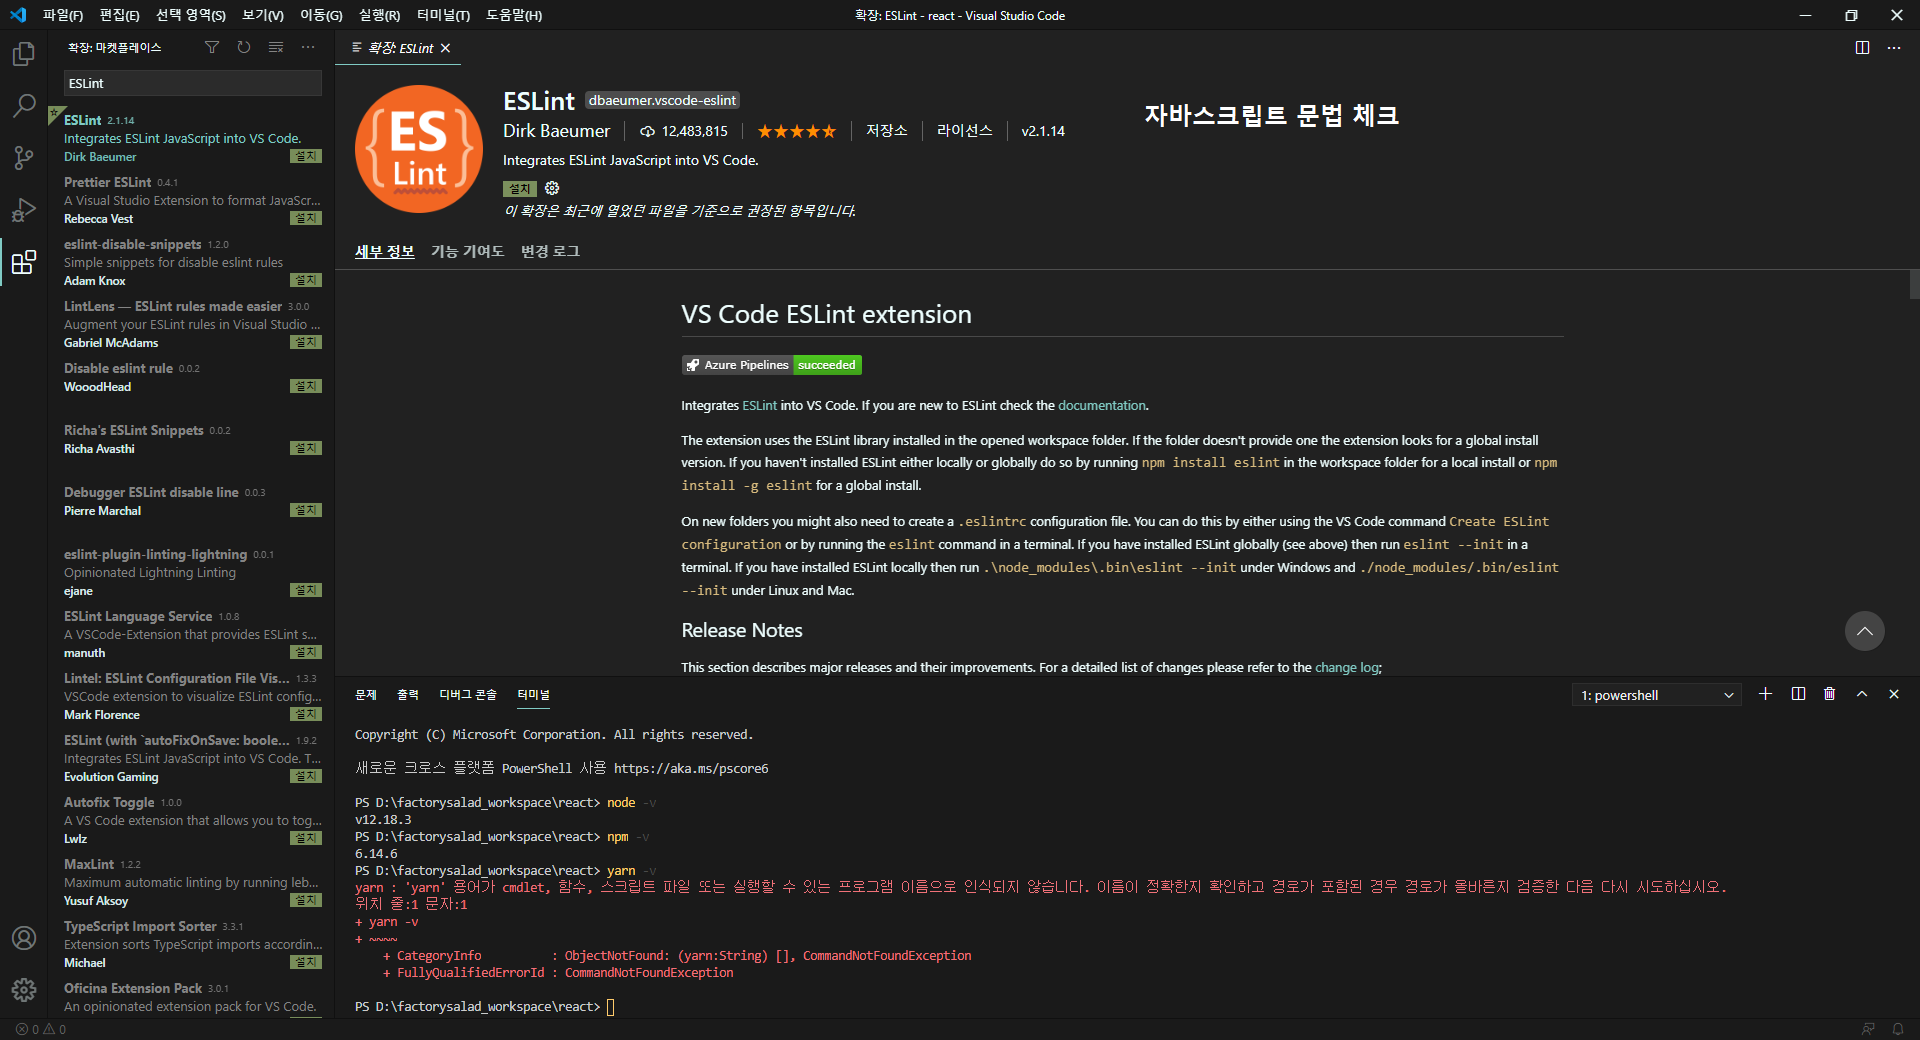 파일(F) 편집(E) 선택 영역(S) 보기(V) 이동(G) 실행(R) 터미널(T) 도움말(H)
확장: ESLint - react - Visual Studio Code
확장: 마켓플레이스
ESLint
ESLint 2.1.14
Integrates ESLint JavaScript into VS Code.
Dirk Baeumer 설치
Prettier ESLint 0.4.1
A Visual Studio Extension to format JavaScr...
Rebecca Vest 설치
eslint-disable-snippets 1.2.0
Simple snippets for disable eslint rules
Adam Knox 설치
LintLens — ESLint rules made easier 3.0.0
Augment your ESLint rules in Visual Studio ...
Gabriel McAdams 설치
Disable eslint rule 0.0.2
WooodHead 설치
Richa's ESLint Snippets 0.0.2
Richa Avasthi 설치
Debugger ESLint disable line 0.0.3
Pierre Marchal 설치
eslint-plugin-linting-lightning 0.0.1
Opinionated Lightning Linting
ejane 설치
ESLint Language Service 1.0.8
A VSCode-Extension that provides ESLint s...
manuth 설치
Lintel: ESLint Configuration File Vis... 1.3.3
VSCode extension to visualize ESLint config...
Mark Florence 설치
ESLint (with `autoFixOnSave: boole... 1.9.2
Integrates ESLint JavaScript into VS Code. T...
Evolution Gaming 설치
Autofix Toggle 1.0.0
A VS Code extension that allows you to tog...
Lwlz 설치
MaxLint 1.2.2
Maximum automatic linting by running leb...
Yusuf Aksoy 설치
TypeScript Import Sorter 3.3.1
Extension sorts TypeScript imports accordin...
Michael 설치
Oficina Extension Pack 3.0.1
An opinionated extension pack for VS Code.
확장: ESLint
ES
Lint
ESLint dbaeumer.vscode-eslint
Dirk Baeumer 12,483,815 저장소 라이선스 v2.1.14
Integrates ESLint JavaScript into VS Code.
설치
이 확장은 최근에 열었던 파일을 기준으로 권장된 항목입니다.
자바스크립트 문법 체크
세부 정보 기능 기여도 변경 로그
VS Code ESLint extension
Azure Pipelines succeeded
Integrates ESLint into VS Code. If you are new to ESLint check the documentation.
The extension uses the ESLint library installed in the opened workspace folder. If the folder doesn't provide one the extension looks for a global install
version. If you haven't installed ESLint either locally or globally do so by running npm install eslint in the workspace folder for a local install or npm
install -g eslint for a global install.
On new folders you might also need to create a .eslintrc configuration file. You can do this by either using the VS Code command Create ESLint
configuration or by running the eslint command in a terminal. If you have installed ESLint globally (see above) then run eslint --init in a
terminal. If you have installed ESLint locally then run .\node_modules\.bin\eslint --init under Windows and ./node_modules/.bin/eslint
--init under Linux and Mac.
Release Notes
This section describes major releases and their improvements. For a detailed list of changes please refer to the change log;
문제 출력 디버그 콘솔 터미널
1: powershell
Copyright (C) Microsoft Corporation. All rights reserved.
새로운 크로스 플랫폼 PowerShell 사용 https://aka.ms/pscore6
PS D:\factorysalad_workspace\react> node -v
v12.18.3
PS D:\factorysalad_workspace\react> npm -v
6.14.6
PS D:\factorysalad_workspace\react> yarn -v
yarn : 'yarn' 용어가 cmdlet, 함수, 스크립트 파일 또는 실행할 수 있는 프로그램 이름으로 인식되지 않습니다. 이름이 정확한지 확인하고 경로가 포함된 경우 경로가 올바른지 검증한 다음 다시 시도하십시오.
위치 줄:1 문자:1
+ yarn -v
+ ~~~~
+ CategoryInfo : ObjectNotFound: (yarn:String) [], CommandNotFoundException
+ FullyQualifiedErrorId : CommandNotFoundException
PS D:\factorysalad_workspace\react>
0 0